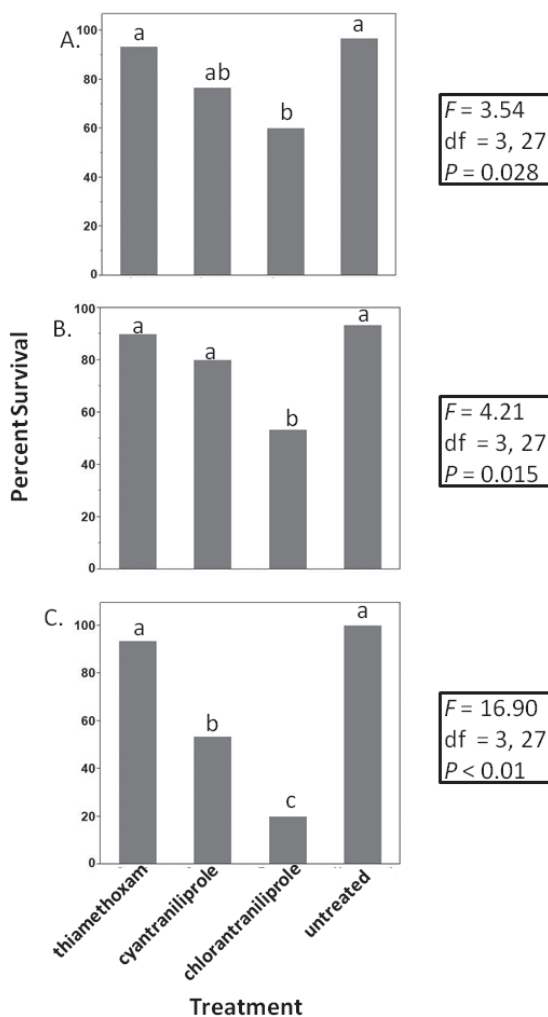 A.
100
80
60
40
20
0
a
ab
b
a
F = 3.54
df = 3, 27
P = 0.028
B.
100
80
60
40
20
0
a
a
b
a
F = 4.21
df = 3, 27
P = 0.015
Percent Survival
C.
100
80
60
40
20
0
a
b
c
a
F = 16.90
df = 3, 27
P < 0.01
thiamethoxam
cyantraniliprole
chlorantraniliprole
untreated
Treatment